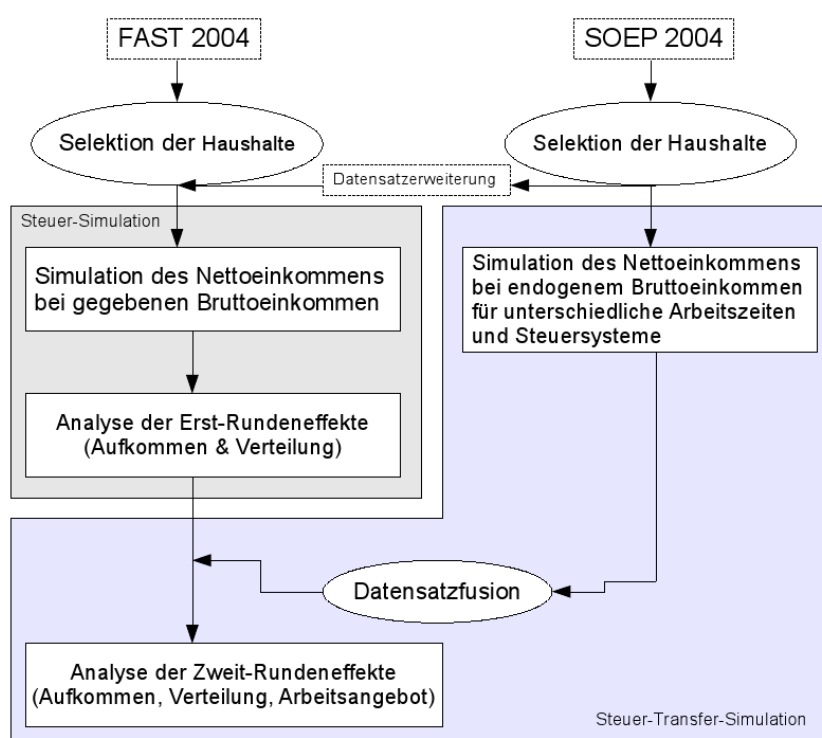 FAST 2004
SOEP 2004
Selektion der Haushalte
Selektion der Haushalte
Datensatzerweiterung
Steuer-Simulation
Simulation des Nettoeinkommens
bei gegebenen Bruttoeinkommen
Simulation des Nettoeinkommens
bei endogenem Bruttoeinkommen
für unterschiedliche Arbeitszeiten
und Steuersysteme
Analyse der Erst-Rundeneffekte
(Aufkommen & Verteilung)
Datensatzfusion
Analyse der Zweit-Rundeneffekte
(Aufkommen, Verteilung, Arbeitsangebot)
Steuer-Transfer-Simulation